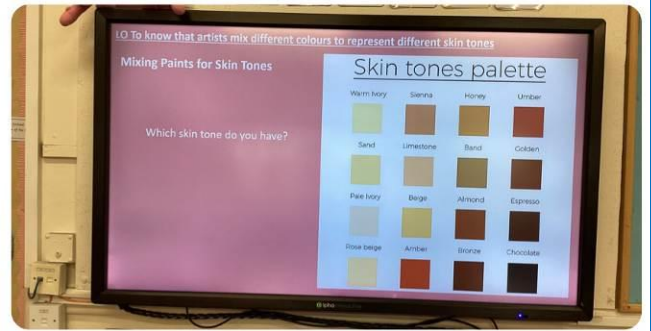 LO To know that artists mix different colours to represent different skin tones
Mixing Paints for Skin Tones
Which skin tone do you have?
Skin tones palette
Warm Ivory Sienna Honey Umber
Sand Limestone Band Golden
Pale Ivory Beige Almond Espresso
Rose beige Amber Bronze Chocolate